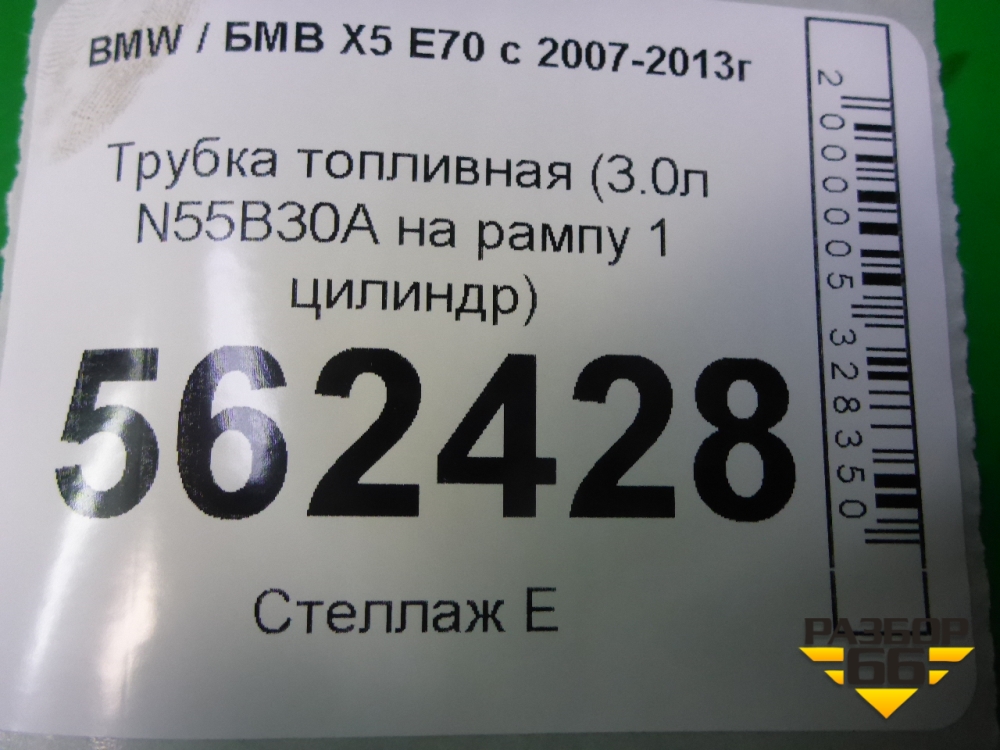 BMW / БМВ X5 E70 с 2007-2013г
Трубка топливная (3.0л
N55B30A на рампу 1
цилиндр)
562428
Стеллаж E
2000005328350
РАЗБОР
66